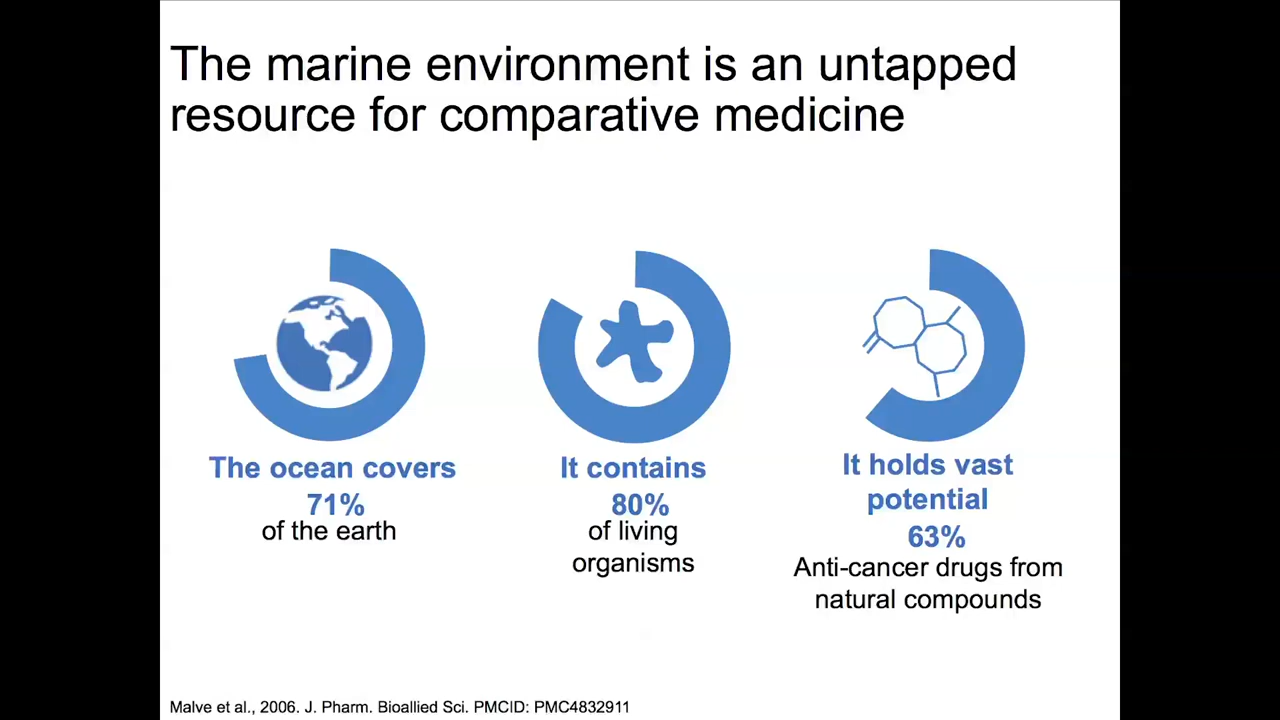 The marine environment is an untapped
resource for comparative medicine
The ocean covers
71%
of the earth
It contains
80%
of living
organisms
It holds vast
potential
63%
Anti-cancer drugs from
natural compounds
Malve et al., 2006. J. Pharm. Bioallied Sci. PMCID: PMC4832911